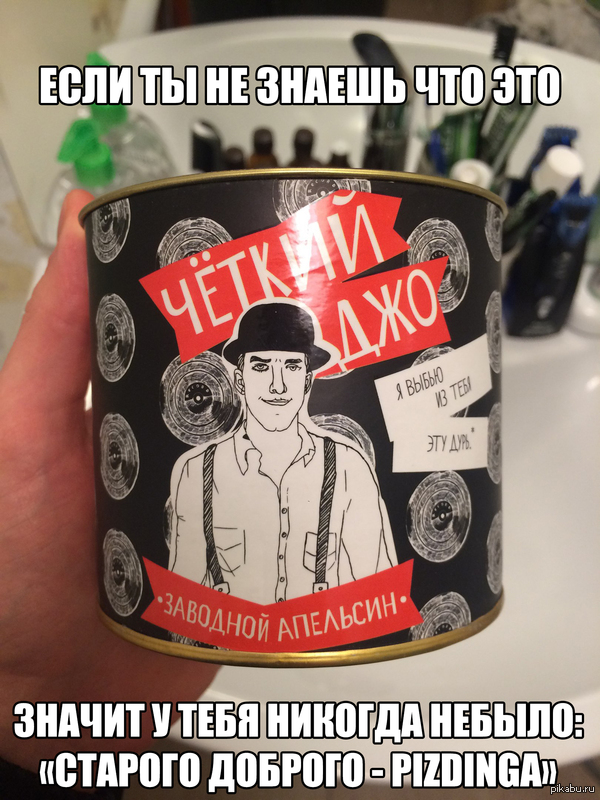 ЕСЛИ ТЫ НЕ ЗНАЕШЬ ЧТО ЭТО
ЧЁТКИЙ
ДЖО
Я ВЫБЬЮ
ИЗ ТЕБЯ
ЭТУ ДУРЬ.*
•ЗАВОДНОЙ АПЕЛЬСИН•
ЗНАЧИТ У ТЕБЯ НИКОГДА НЕБЫЛО:
«СТАРОГО ДОБРОГО - PIZDINGA»
pikabu.ru